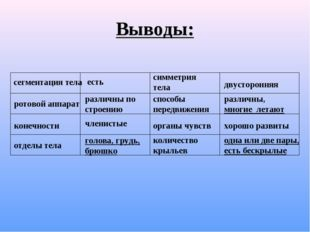 Выводы:
сегментация тела есть симметрия тела двусторонняя
ротовой аппарат различны по строению способы передвижения различны, многие летают
конечности членистые органы чувств хорошо развиты
отделы тела голова, грудь, брюшко количество крыльев одна или две пары, есть бескрылые